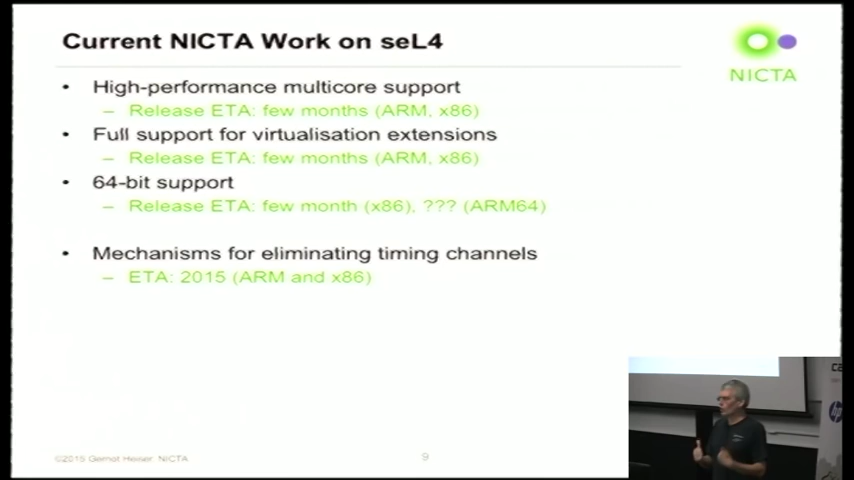 Current NICTA Work on seL4
NICTA
• High-performance multicore support
– Release ETA: few months (ARM, x86)
• Full support for virtualisation extensions
– Release ETA: few months (ARM, x86)
• 64-bit support
– Release ETA: few month (x86), ??? (ARM64)
• Mechanisms for eliminating timing channels
– ETA: 2015 (ARM and x86)
©2015 Gernot Heiser NICTA
9
hp